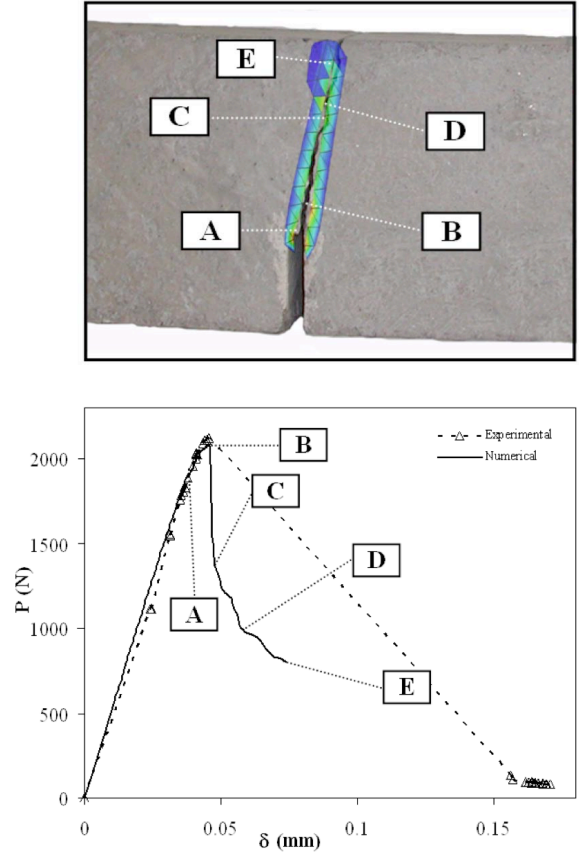 E
C
D
A
B
P (N)
2000
1500
1000
500
0
Experimental
Numerical
B
C
D
A
E
0
0.05
0.1
0.15
δ (mm)